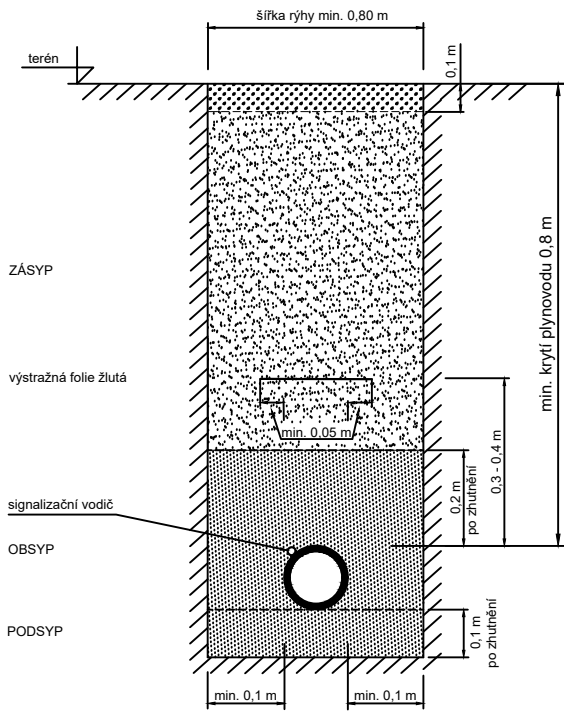 šířka rýhy min. 0,80 m
terén
0,1 m
ZÁSYP
min. krytí plynovodu 0,8 m
výstražná folie žlutá
min. 0,05 m
0,3 - 0,4 m
0,2 m
po zhutnění
signalizační vodič
OBSYP
PODSYP
0,1 m
po zhutnění
min. 0,1 m
min. 0,1 m